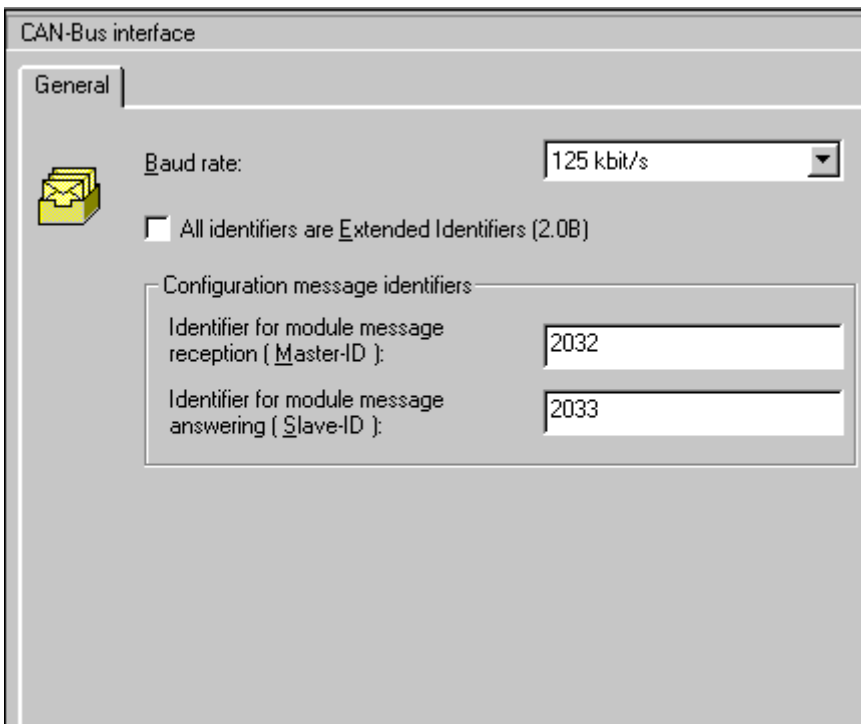 CAN-Bus interface
General
Baud rate:
125 kbit/s
All identifiers are Extended Identifiers (2.0B)
Configuration message identifiers
Identifier for module message
reception ( Master-ID ):
2032
Identifier for module message
answering ( Slave-ID ):
2033